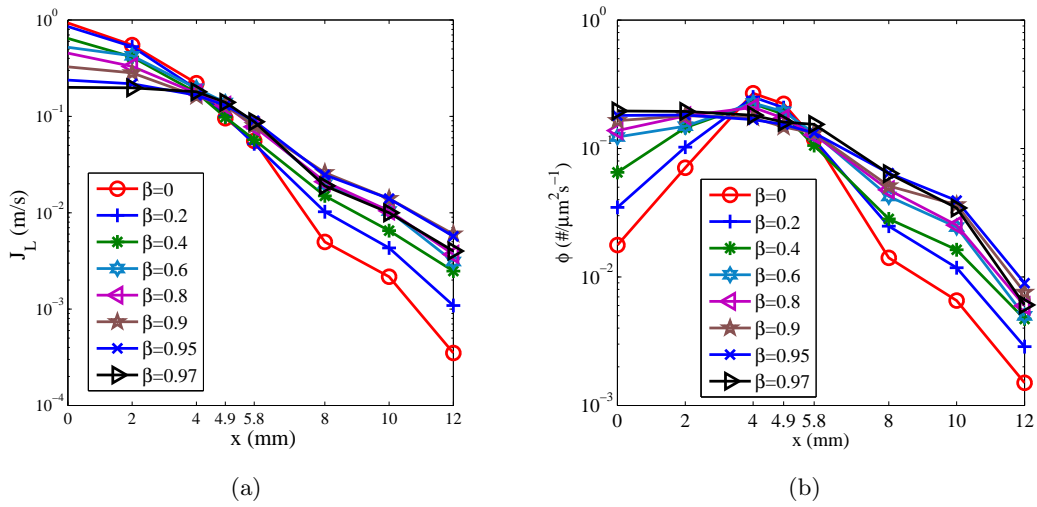 10^0
10^{-1}
10^{-2}
10^{-3}
10^{-4}
J_L (m/s)
0 2 4 4.9 5.8 8 10 12
x (mm)
β=0
β=0.2
β=0.4
β=0.6
β=0.8
β=0.9
β=0.95
β=0.97
(a)
10^0
10^{-1}
10^{-2}
10^{-3}
ϕ (#/μm²s⁻¹)
0 2 4 4.9 5.8 8 10 12
x (mm)
β=0
β=0.2
β=0.4
β=0.6
β=0.8
β=0.9
β=0.95
β=0.97
(b)